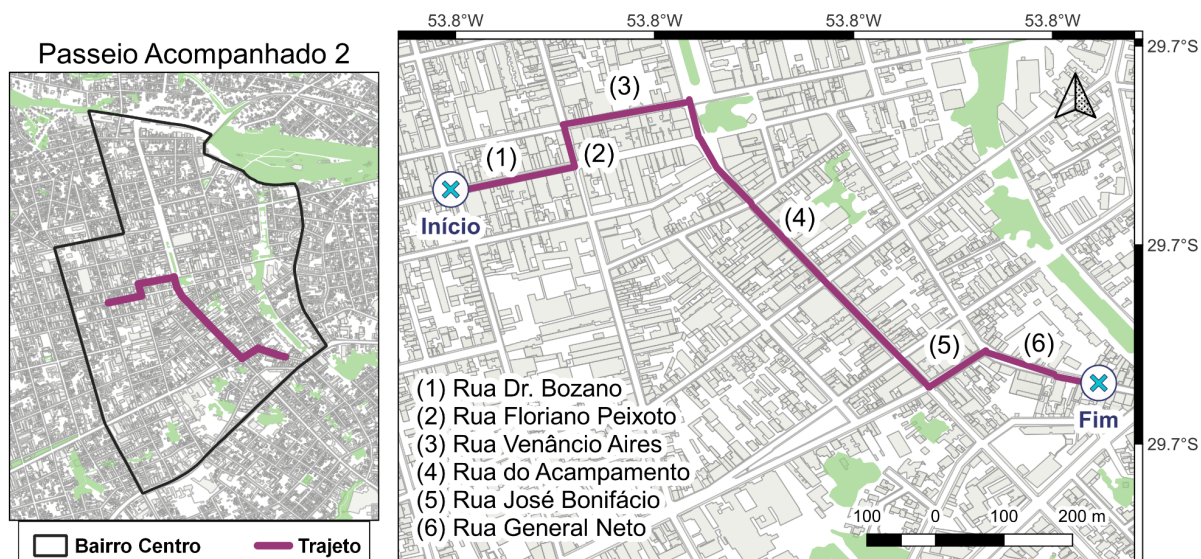 Passeio Acompanhado 2
Bairro Centro
Trajeto
53.8°W 53.8°W 53.8°W 53.8°W
29.7°S
29.7°S
29.7°S
(1)
(2)
(3)
(4)
(5)
(6)
Início
Fim
(1) Rua Dr. Bozano
(2) Rua Floriano Peixoto
(3) Rua Venâncio Aires
(4) Rua do Acampamento
(5) Rua José Bonifácio
(6) Rua General Neto
100 0 100 200 m